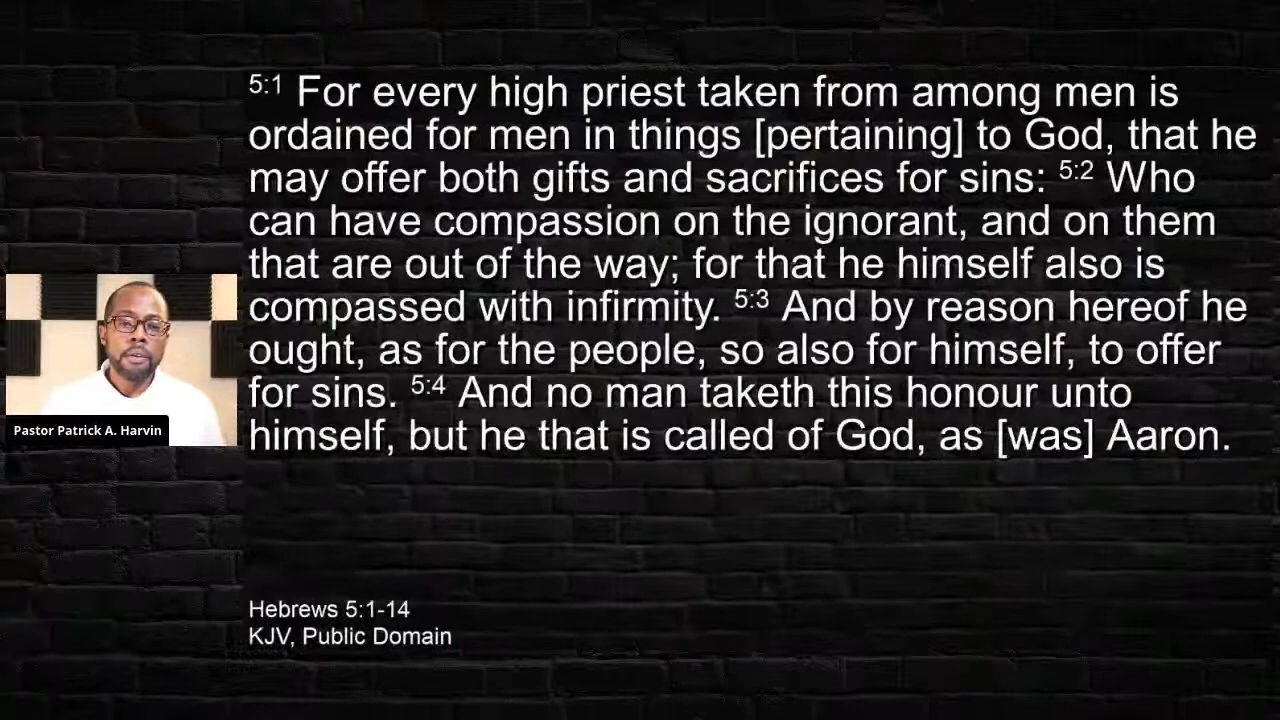 5:1 For every high priest taken from among men is
ordained for men in things [pertaining] to God, that he
may offer both gifts and sacrifices for sins: 5:2 Who
can have compassion on the ignorant, and on them
that are out of the way; for that he himself also is
compassed with infirmity. 5:3 And by reason hereof he
ought, as for the people, so also for himself, to offer
for sins. 5:4 And no man taketh this honour unto
himself, but he that is called of God, as [was] Aaron.
Pastor Patrick A. Harvin
Hebrews 5:1-14
KJV, Public Domain